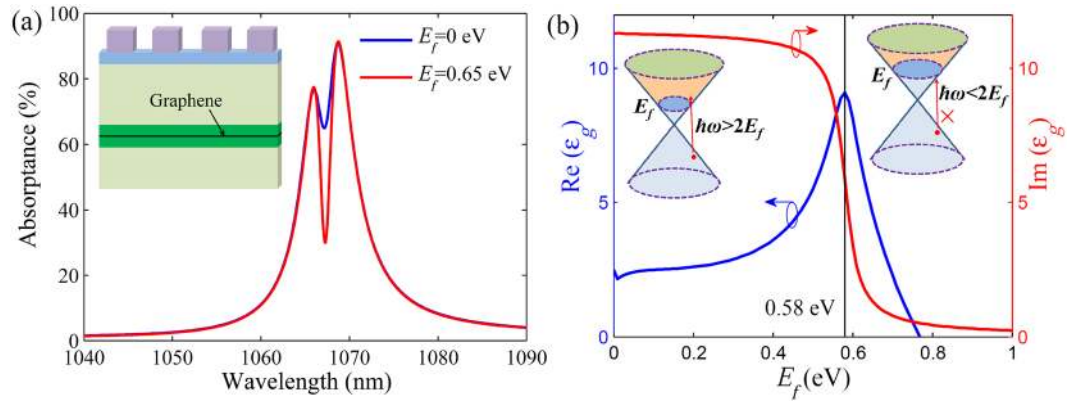 (a)
100
80
60
40
20
0
Absorptance (%)
1040
1050
1060
1070
1080
1090
Wavelength (nm)
Graphene
E_f=0 eV
E_f=0.65 eV
(b)
10
5
0
Re (ε_g)
E_f
ħω>2E_f
E_f
ħω<2E_f
×
0.58 eV
0
0.2
0.4
0.6
0.8
1
E_f(eV)
10
5
0
Im (ε_g)